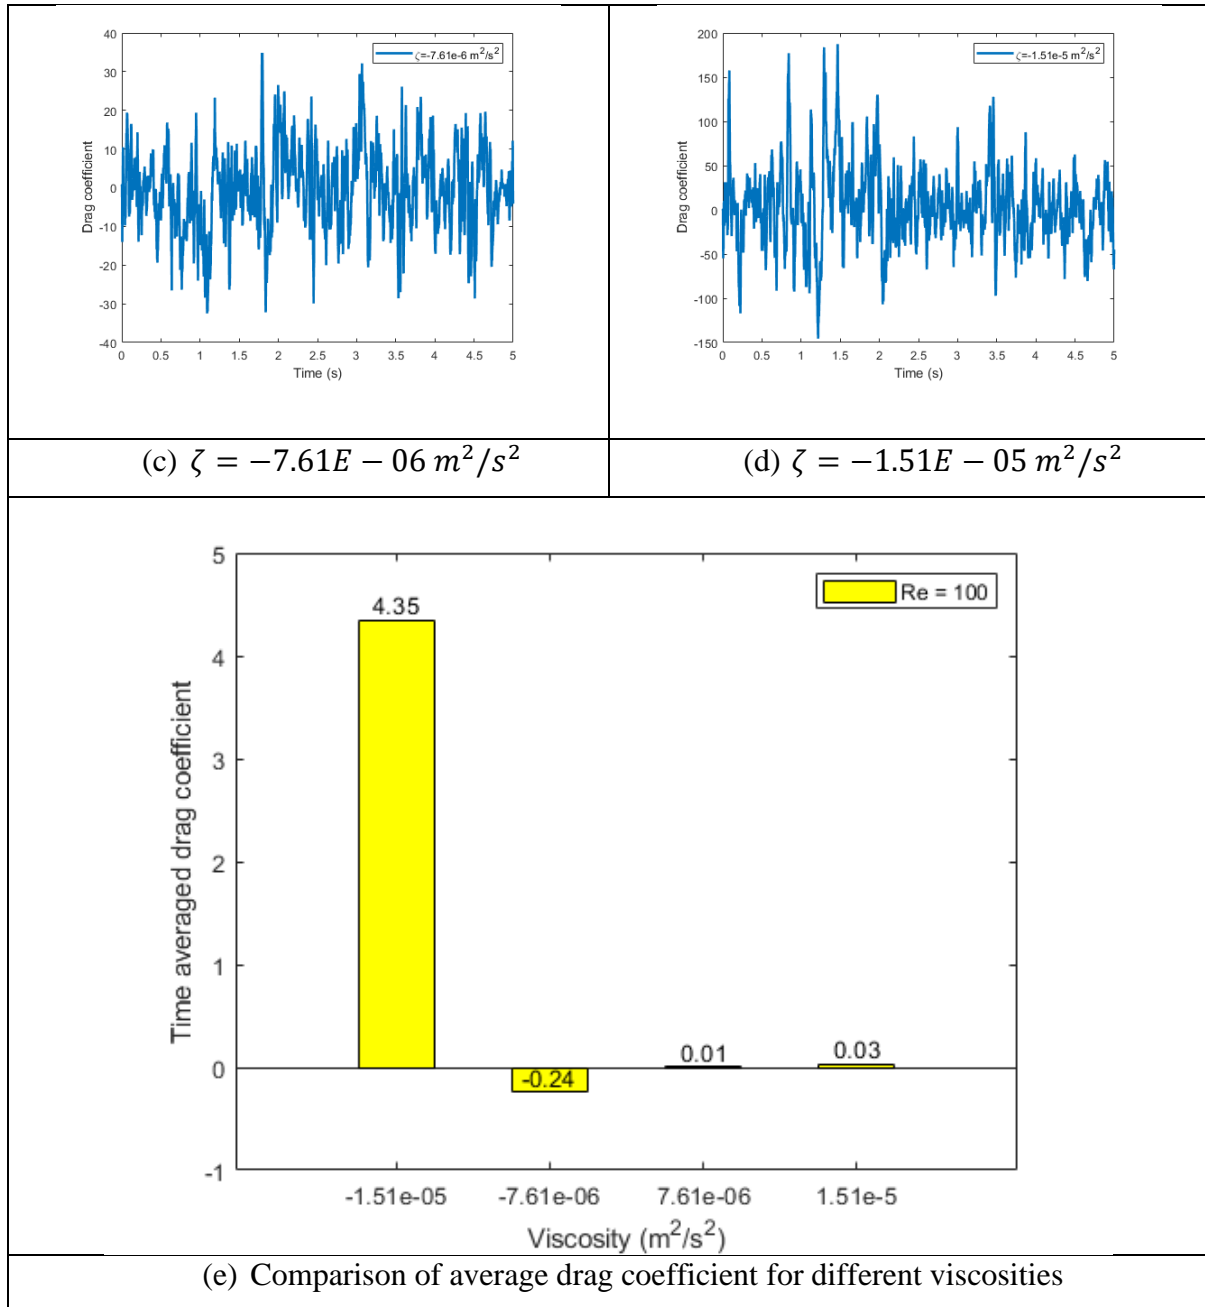 40
30
20
10
0
-10
-20
-30
-40
Drag coefficient
ζ=-7.61e-6 m²/s²
0 0.5 1 1.5 2 2.5 3 3.5 4 4.5 5
Time (s)
200
150
100
50
0
-50
-100
-150
Drag coefficient
ζ=-1.51e-5 m²/s²
0 0.5 1 1.5 2 2.5 3 3.5 4 4.5 5
Time (s)
(c) ζ = −7.61E − 06 m²/s²
(d) ζ = −1.51E − 05 m²/s²
5
4
3
2
1
0
-1
Time averaged drag coefficient
Re = 100
4.35
-0.24
0.01
0.03
-1.51e-05 -7.61e-06 7.61e-06 1.51e-5
Viscosity (m²/s²)
(e) Comparison of average drag coefficient for different viscosities